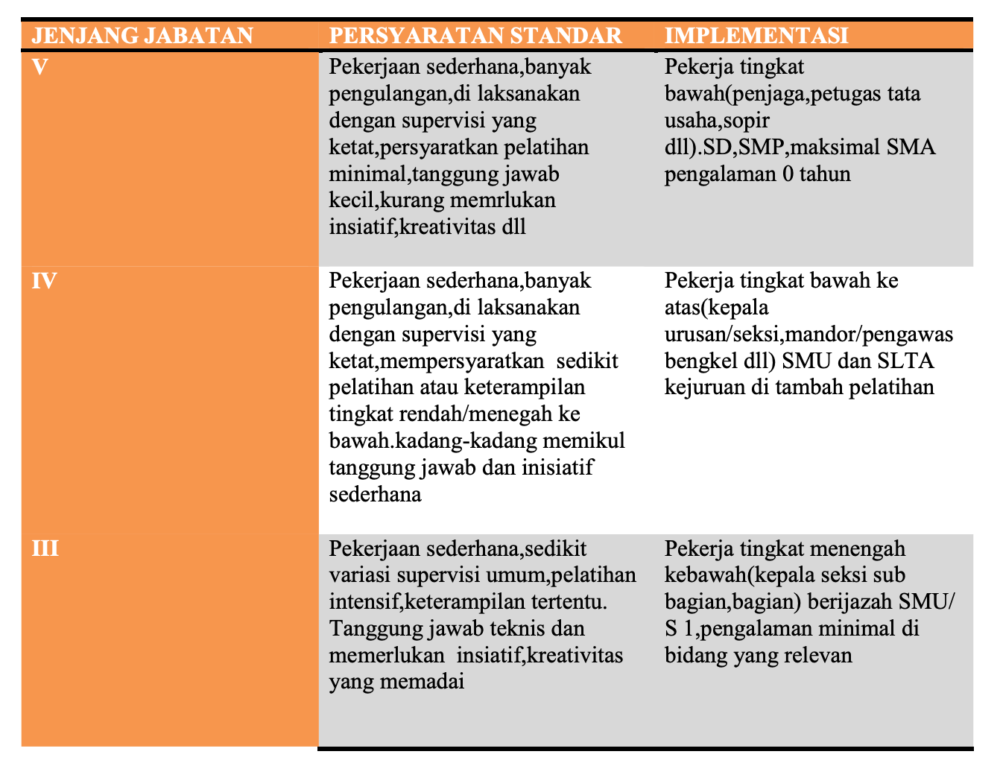 JENJANG JABATAN PERSYARATAN STANDAR IMPLEMENTASI
V
Pekerjaan sederhana,banyak
pengulangan,di laksanakan
dengan supervisi yang
ketat,persyaratkan pelatihan
minimal,tanggung jawab
kecil,kurang memrlukan
insiatif,kreativitas dll
Pekerja tingkat
bawah(penjaga,petugas tata
usaha,sopir
dll).SD,SMP,maksimal SMA
pengalaman 0 tahun
IV
Pekerjaan sederhana,banyak
pengulangan,di laksanakan
dengan supervisi yang
ketat,mempersyaratkan  sedikit
pelatihan atau keterampilan
tingkat rendah/menegah ke
bawah.kadang-kadang memikul
tanggung jawab dan inisiatif
sederhana
Pekerja tingkat bawah ke
atas(kepala
urusan/seksi,mandor/pengawas
bengkel dll) SMU dan SLTA
kejuruan di tambah pelatihan
III
Pekerjaan sederhana,sedikit
variasi supervisi umum,pelatihan
intensif,keterampilan tertentu.
Tanggung jawab teknis dan
memerlukan  insiatif,kreativitas
yang memadai
Pekerja tingkat menengah
kebawah(kepala seksi sub
bagian,bagian) berijazah SMU/
S 1,pengalaman minimal di
bidang yang relevan